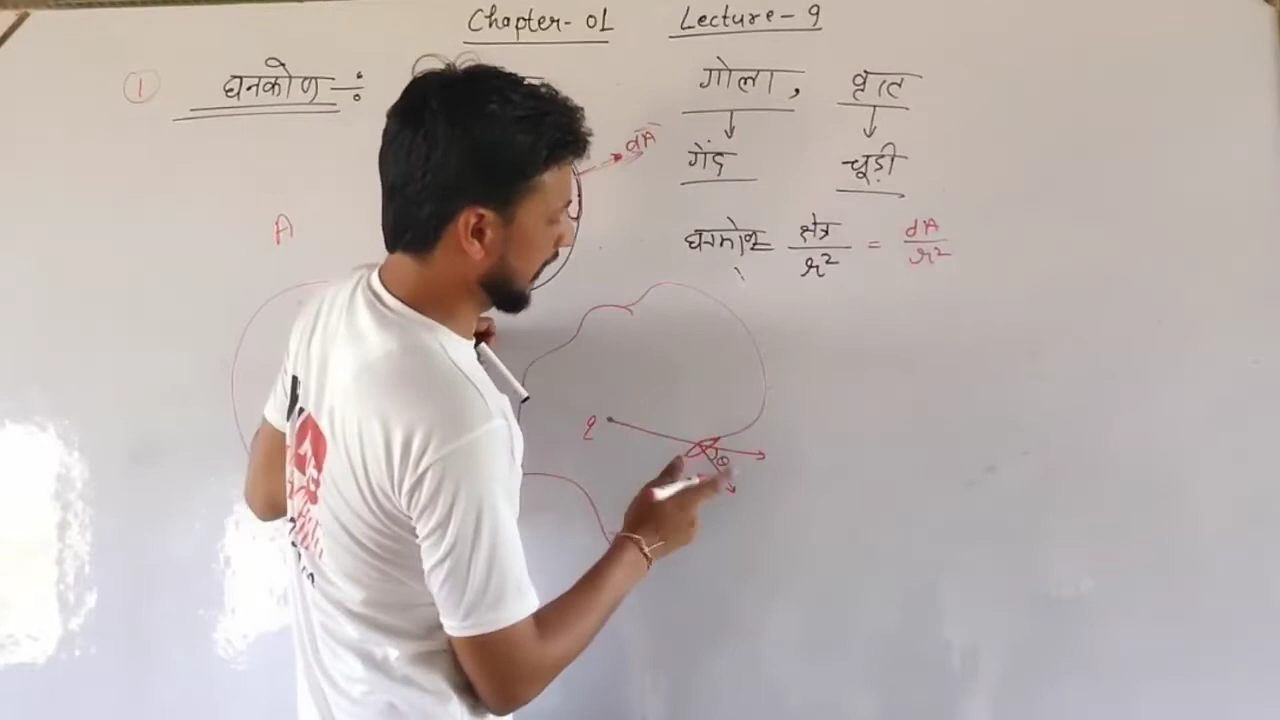 Chapter-01 Lecture-9
① घनकोण ÷
गोला, वृत
↓ ↓
गेंद चूड़ी
dA
A
घनकोण क्षेत्र/r² = dA/r²
q
θ